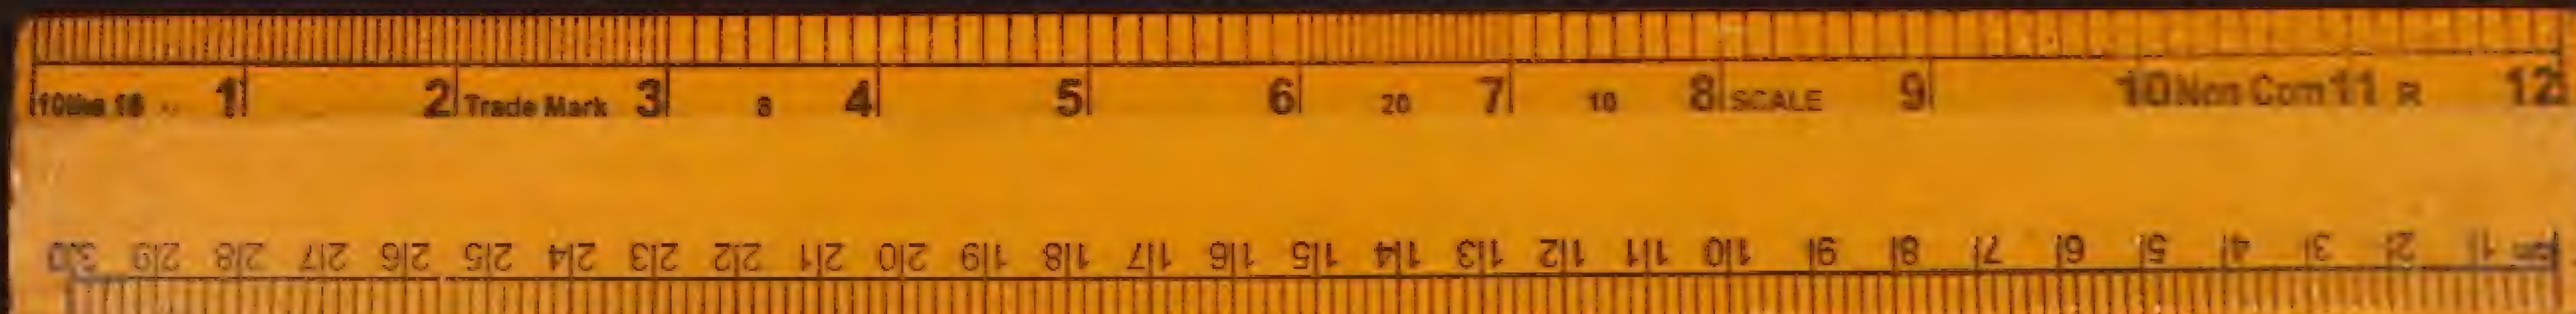 10ths 16 1 2 Trade Mark 3 8 4 5 6 20 7 10 8 SCALE 9 10 Non Com 11 R 12
30 29 28 27 26 25 24 23 22 21 20 19 18 17 16 15 14 13 12 11 10 9 8 7 6 5 4 3 2 1